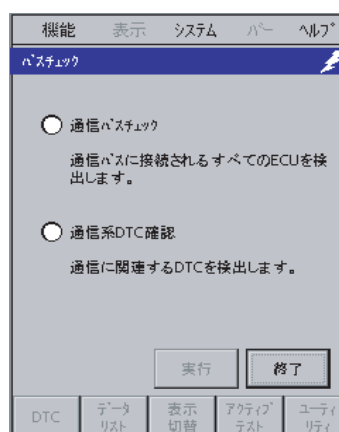 機能 表示 システム バー ヘルプ
バスチェック
通信バスチェック
通信バスに接続されるすべてのECUを検
出します。
通信系DTC確認
通信に関連するDTCを検出します。
実行 終了
DTC データ
リスト 表示
切替 アクティブ
テスト ユーティ
リティ